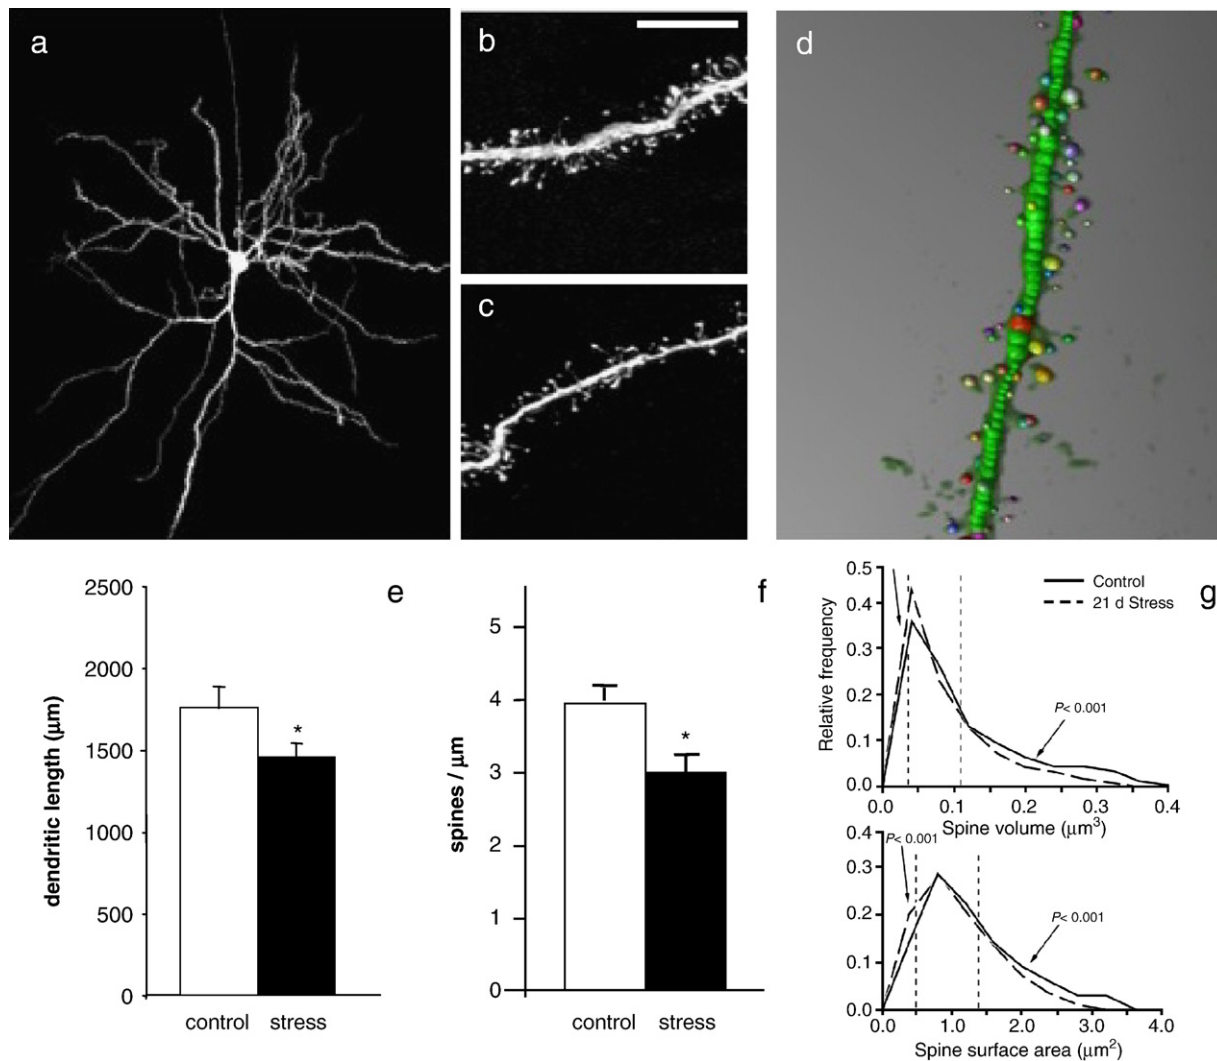 a
b
c
d
e
2500
2000
1500
1000
500
0
dendritic length (μm)
*
control stress
f
5
4
3
2
1
0
spines / μm
*
control stress
g
Control
21 d Stress
0.5
0.4
0.3
0.2
0.1
0.0
Relative frequency
P< 0.001
0.0 0.1 0.2 0.3 0.4
Spine volume (μm³)
0.4
0.3
0.2
0.1
0.0
P< 0.001
P< 0.001
0.0 1.0 2.0 3.0 4.0
Spine surface area (μm²)